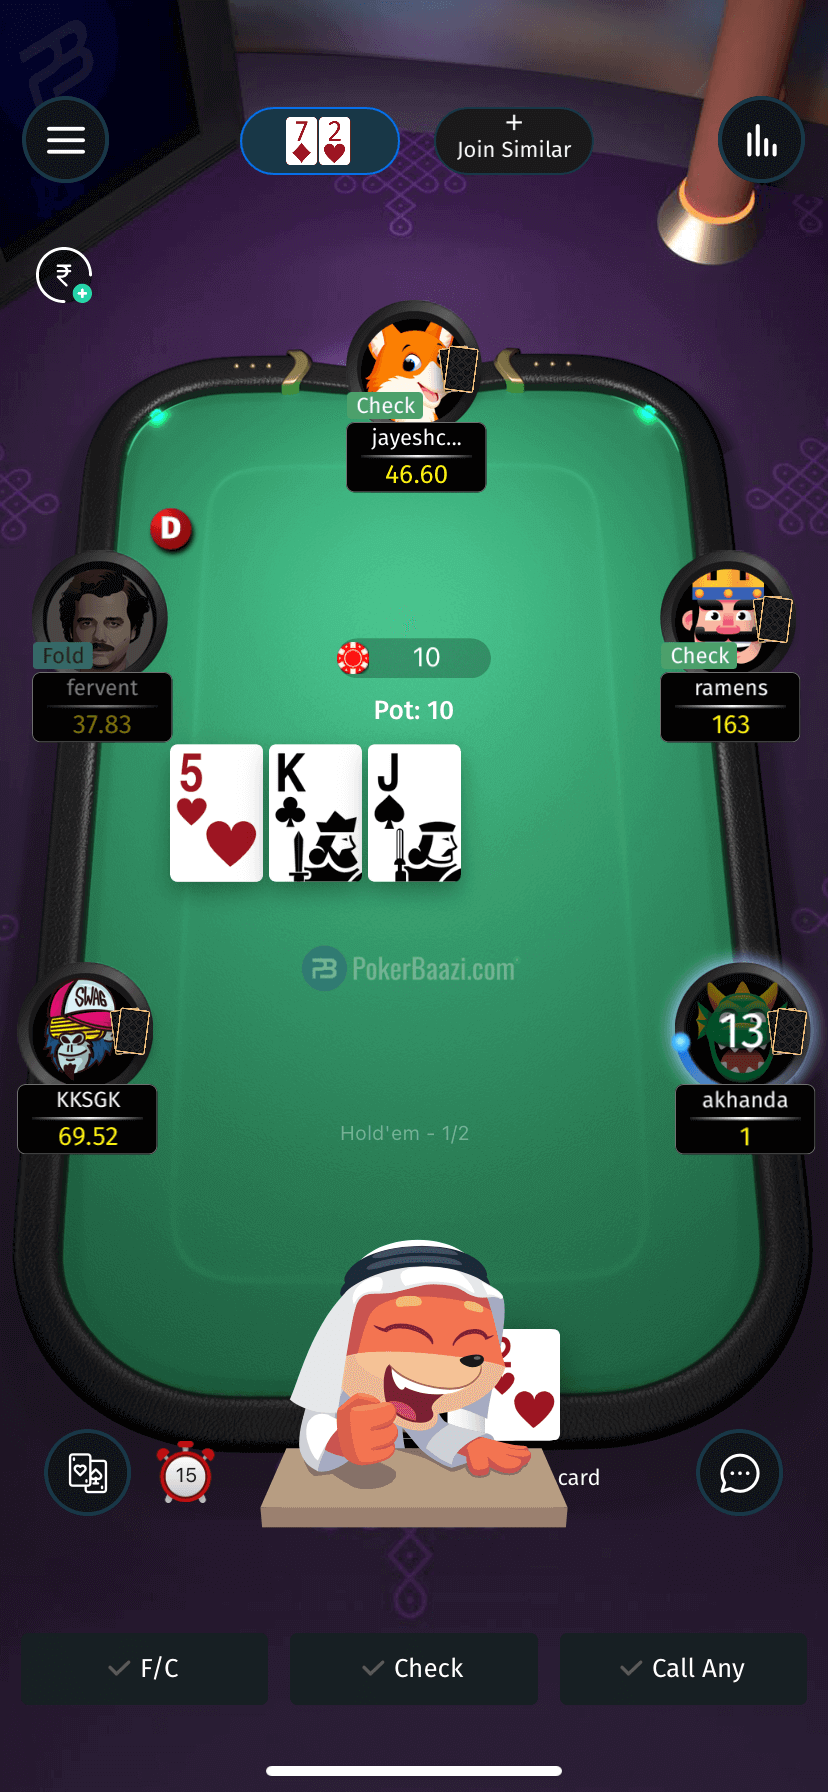 7 2
+
Join Similar
₹
Check
jayeshc...
46.60
D
Fold
fervent
37.83
10
Check
ramens
163
Pot: 10
5 K J
PokerBaazi.com
SWAG
KKSGK
69.52
13
akhanda
1
Hold'em - 1/2
2
15
card
F/C
Check
Call Any